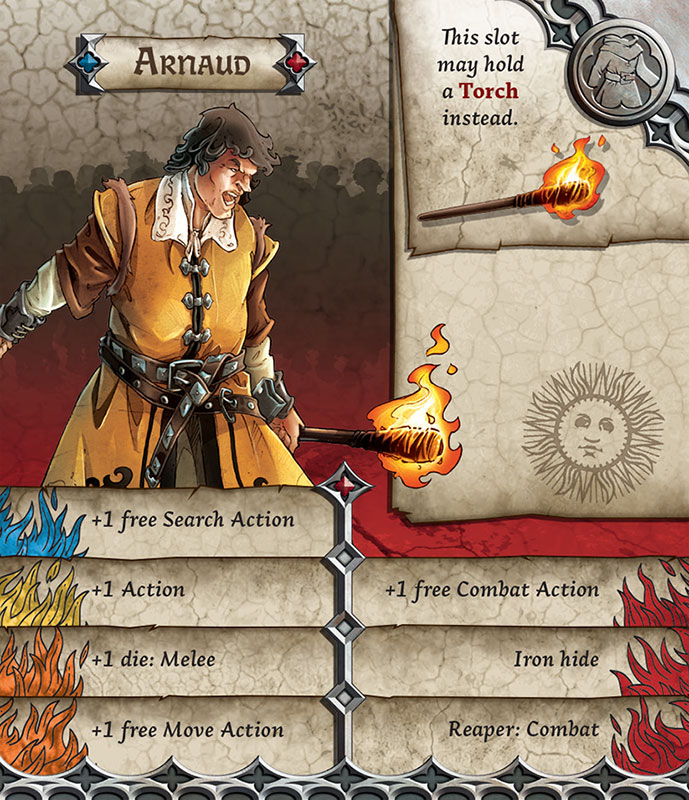 Arnaud
This slot
may hold
a Torch
instead.
+1 free Search Action
+1 Action
+1 free Combat Action
+1 die: Melee
Iron hide
+1 free Move Action
Reaper: Combat